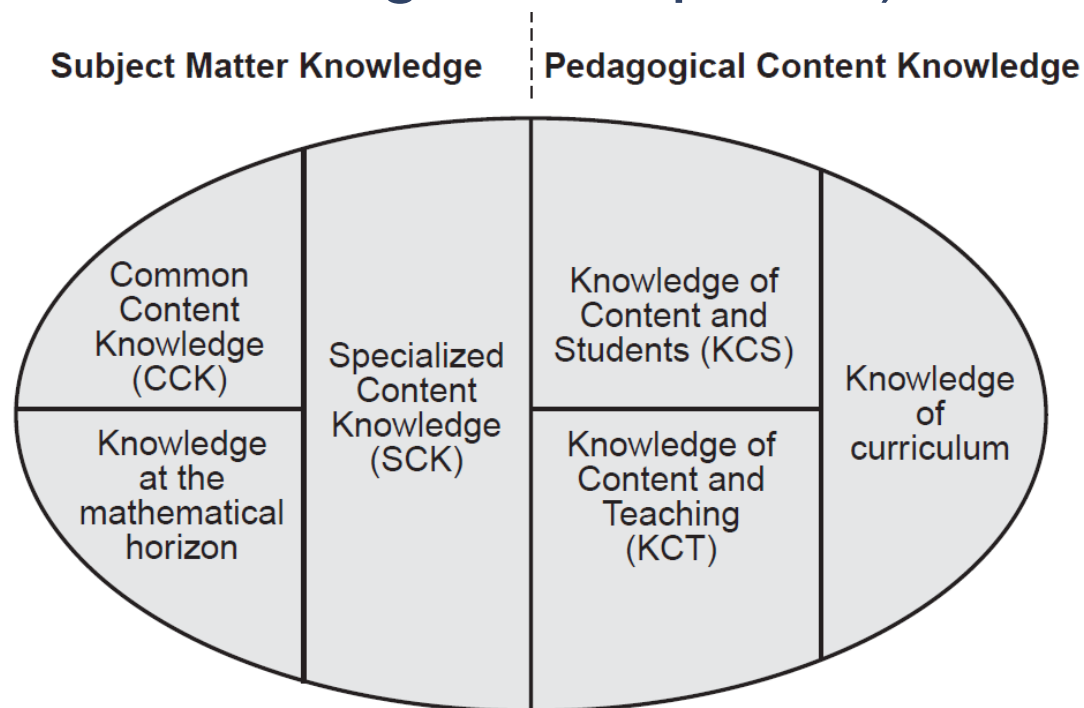 Subject Matter Knowledge
Pedagogical Content Knowledge
Common
Content
Knowledge
(CCK)
Knowledge
at the
mathematical
horizon
Specialized
Content
Knowledge
(SCK)
Knowledge of
Content and
Students (KCS)
Knowledge of
Content and
Teaching
(KCT)
Knowledge
of
curriculum